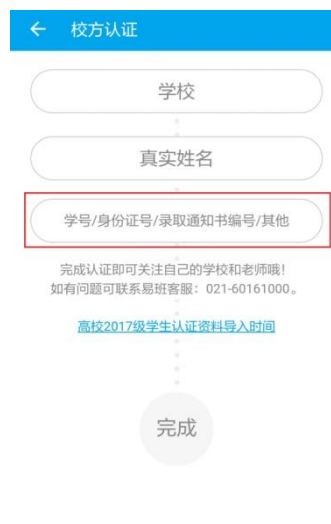 校方认证
学校
真实姓名
学号/身份证号/录取通知书编号/其他
完成认证即可关注自己的学校和老师哦！
如有问题可联系易班客服：021-60161000。
高校2017级学生认证资料导入时间
完成